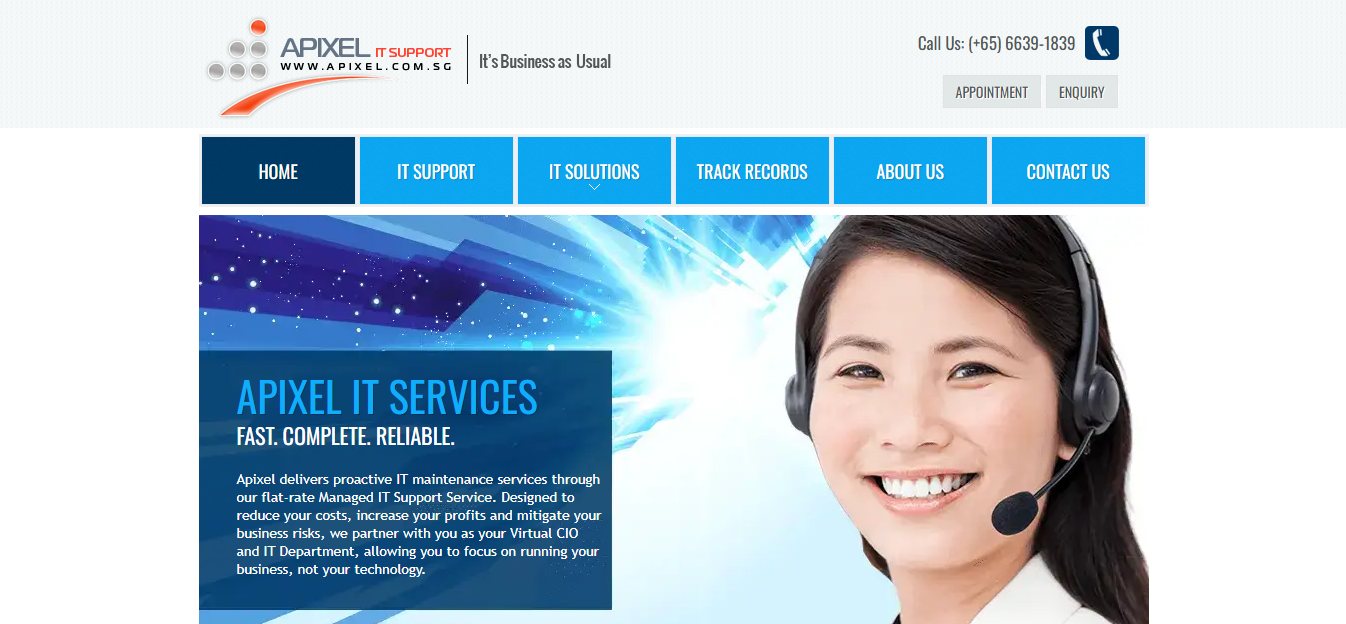 APIXEL IT SUPPORT
WWW.APIXEL.COM.SG
It's Business as Usual
Call Us: (+65) 6639-1839
APPOINTMENT
ENQUIRY
HOME
IT SUPPORT
IT SOLUTIONS
TRACK RECORDS
ABOUT US
CONTACT US
APIXEL IT SERVICES
FAST. COMPLETE. RELIABLE.
Apixel delivers proactive IT maintenance services through
our flat-rate Managed IT Support Service. Designed to
reduce your costs, increase your profits and mitigate your
business risks, we partner with you as your Virtual CIO
and IT Department, allowing you to focus on running your
business, not your technology.